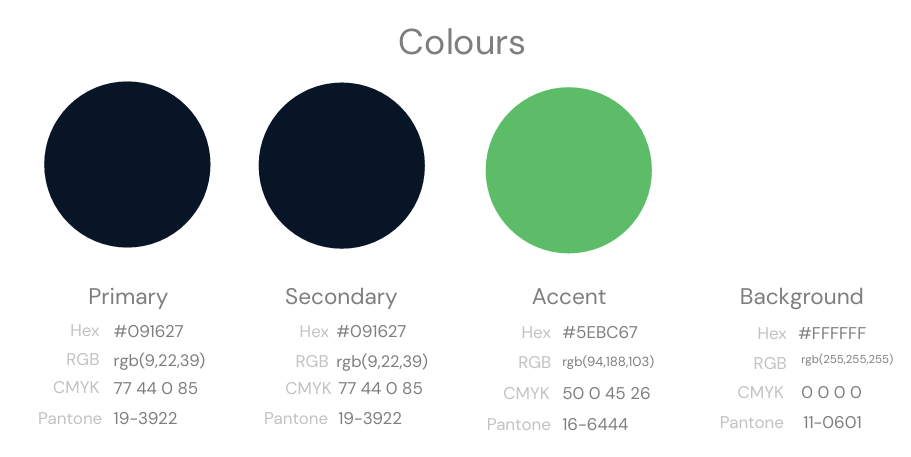 Colours
Primary
Hex #091627
RGB rgb(9,22,39)
CMYK 77 44 0 85
Pantone 19-3922
Secondary
Hex #091627
RGB rgb(9,22,39)
CMYK 77 44 0 85
Pantone 19-3922
Accent
Hex #5EBC67
RGB rgb(94,188,103)
CMYK 50 0 45 26
Pantone 16-6444
Background
Hex #FFFFFF
RGB rgb(255,255,255)
CMYK 0 0 0 0
Pantone 11-0601